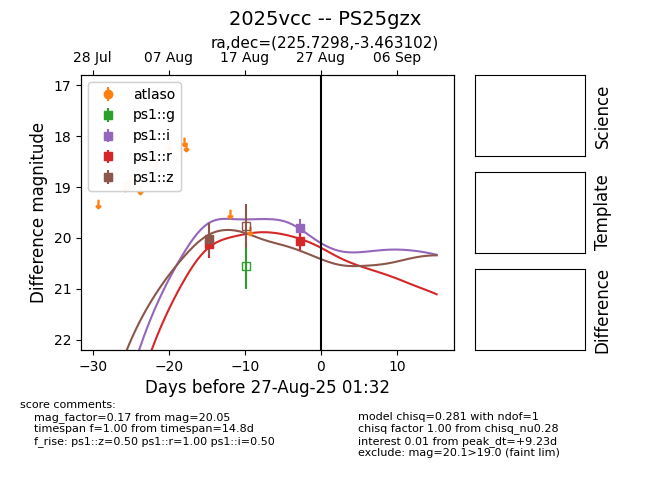 2025vcc -- PS25gzx
ra,dec=(225.7298,-3.463102)
28 Jul 07 Aug 17 Aug 27 Aug 06 Sep
17
18
19
20
21
22
Difference magnitude
atlaso
ps1::g
ps1::i
ps1::r
ps1::z
−30 −20 −10 0 10
Days before 27-Aug-25 01:32
Science
Template
Difference
score comments:
mag_factor=0.17 from mag=20.05
timespan f=1.00 from timespan=14.8d
f_rise: ps1::z=0.50 ps1::r=1.00 ps1::i=0.50
model chisq=0.281 with ndof=1
chisq factor 1.00 from chisq_nu0.28
interest 0.01 from peak_dt=+9.23d
exclude: mag=20.1>19.0 (faint lim)